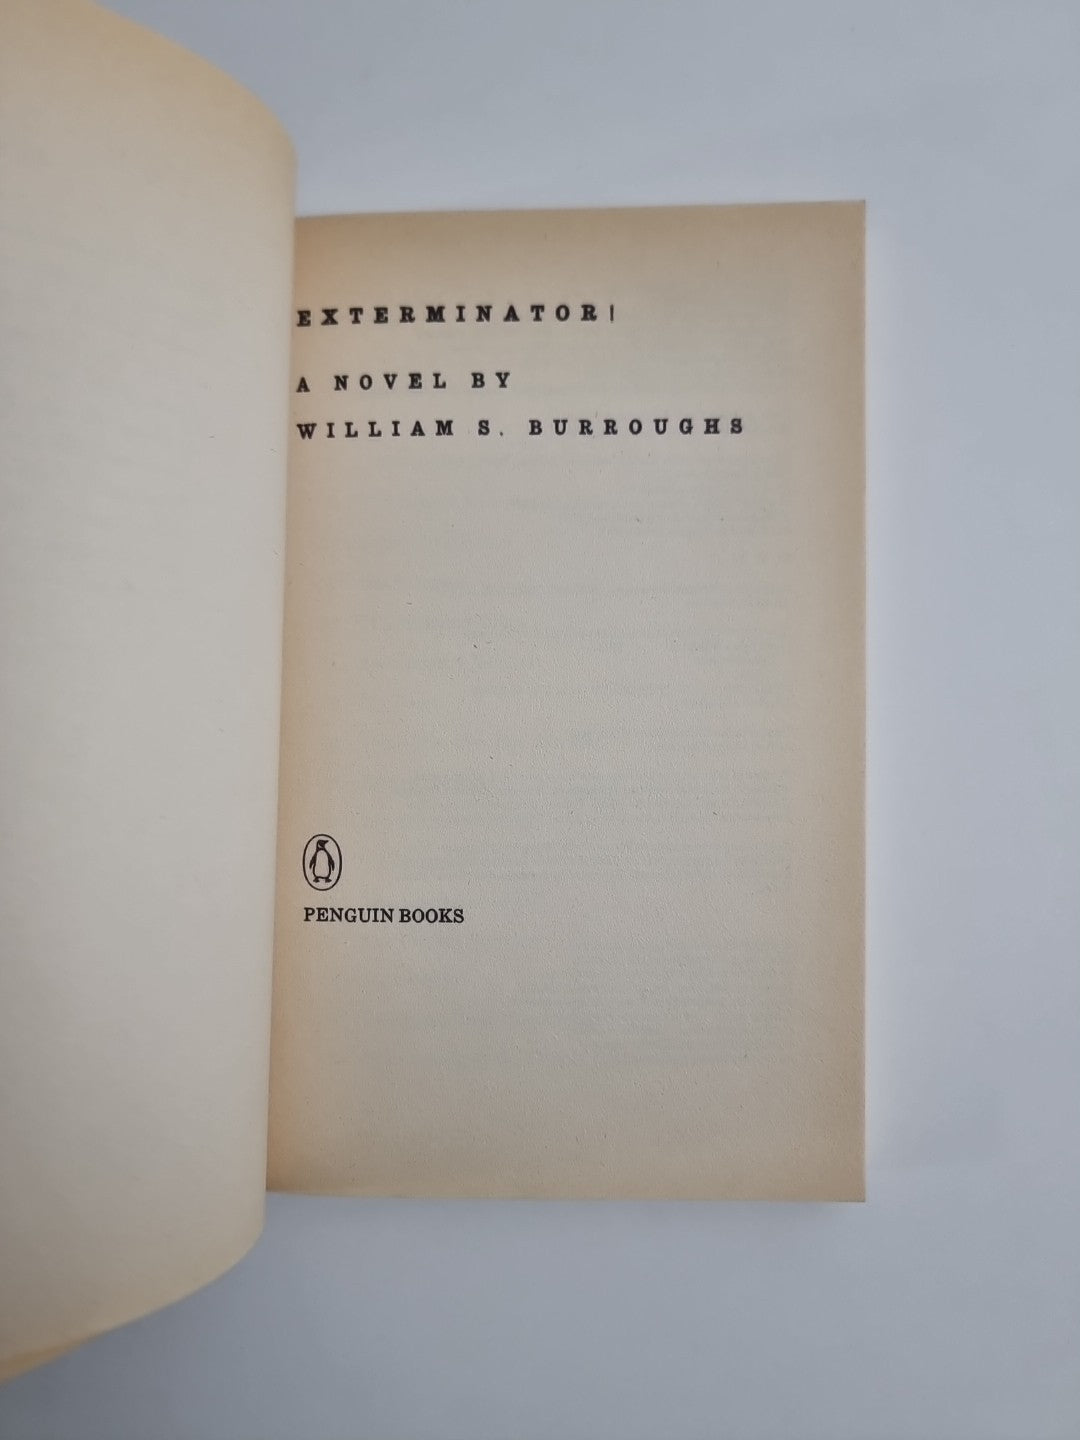 EXTERMINATOR!
A NOVEL BY
WILLIAM S. BURROUGHS
PENGUIN BOOKS